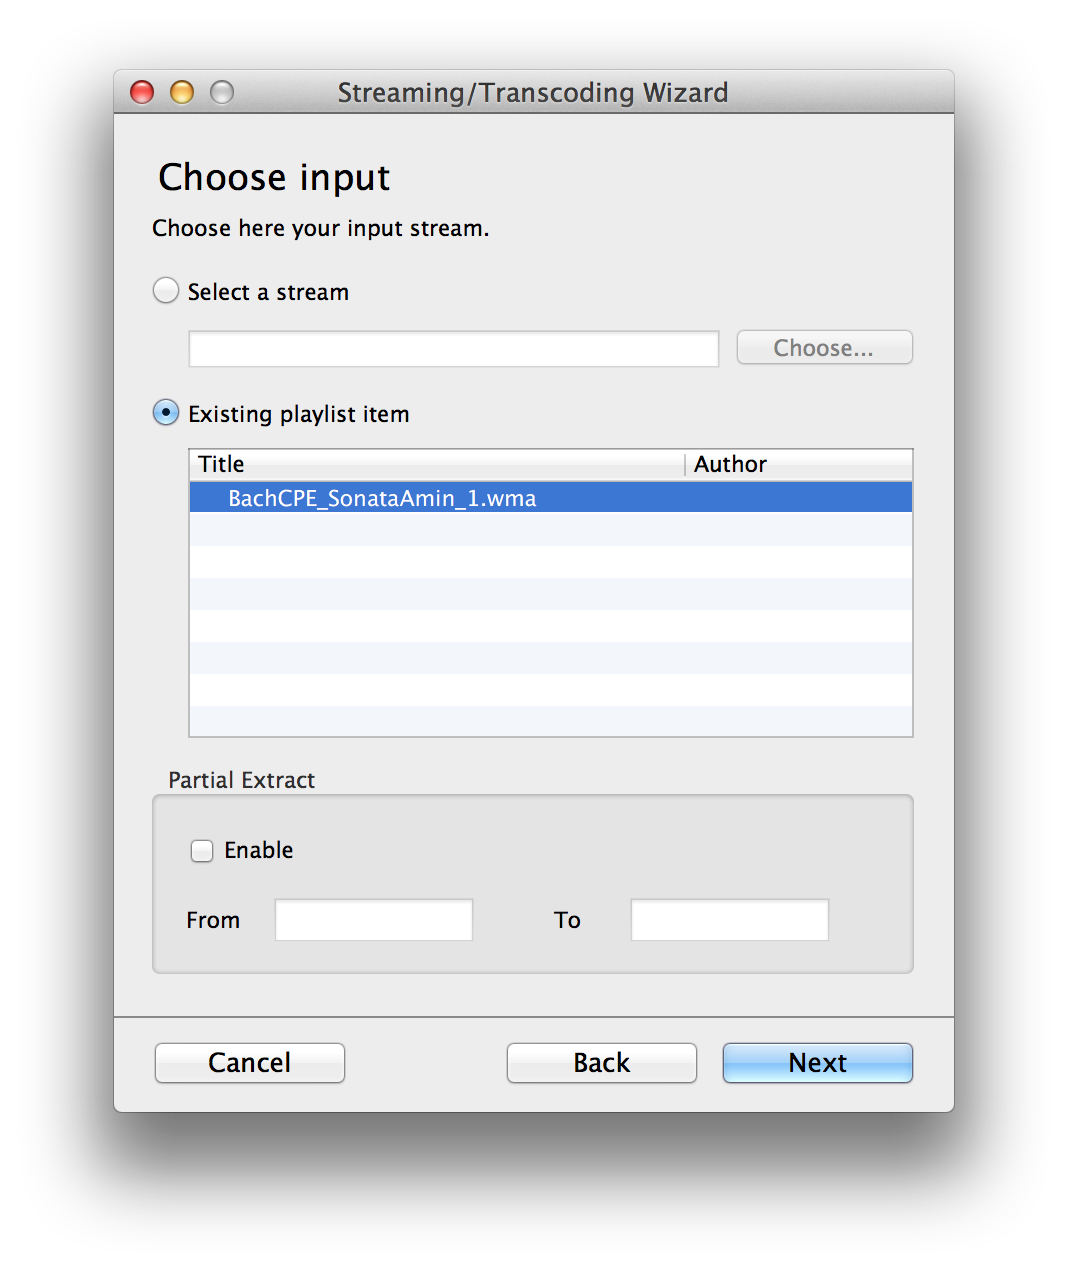 Streaming/Transcoding Wizard
Choose input
Choose here your input stream.
Select a stream
Choose...
Existing playlist item
Title Author
BachCPE_SonataAmin_1.wma
Partial Extract
Enable
From To
Cancel Back Next